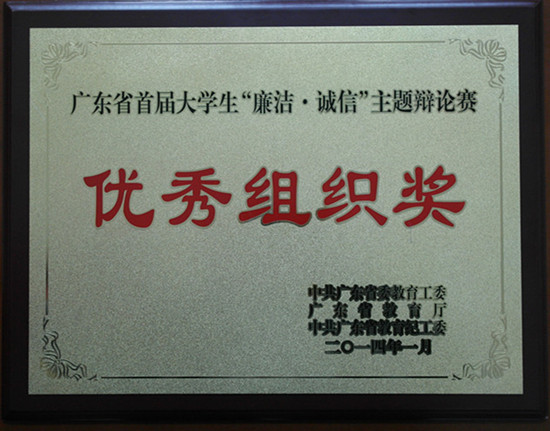 广东省首届大学生“廉洁·诚信”主题辩论赛
优秀组织奖
中共广东省委教育工委
广东省教育厅
中共广东省教育纪工委
二〇一四年一月